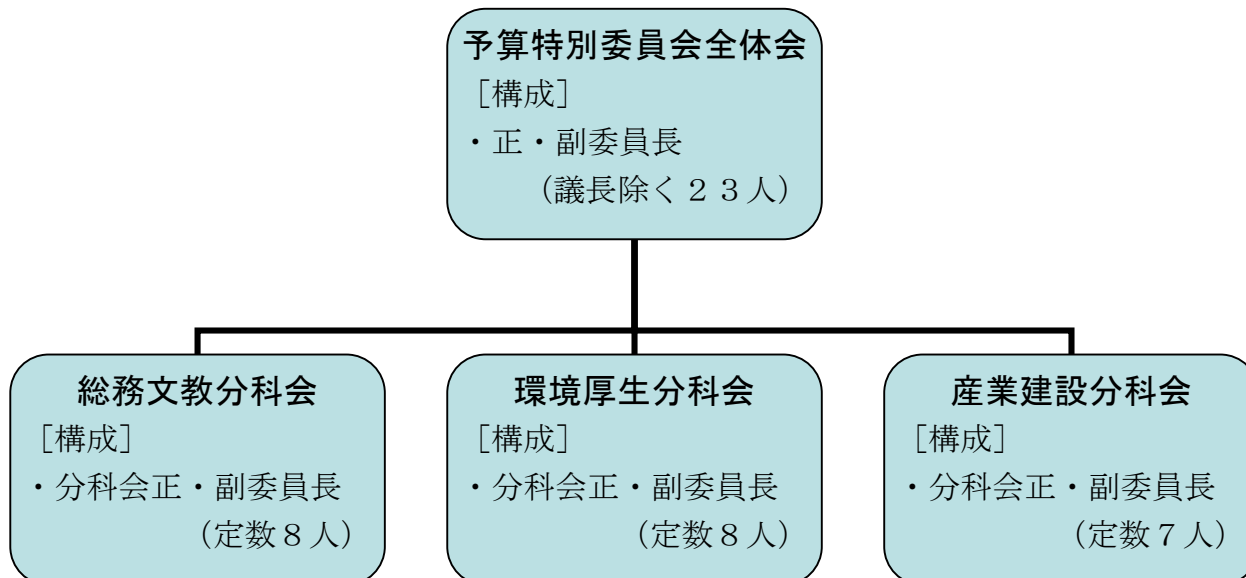 予算特別委員会全体会
［構成］
・正・副委員長
（議長除く２３人）
総務文教分科会
［構成］
・分科会正・副委員長
（定数８人）
環境厚生分科会
［構成］
・分科会正・副委員長
（定数８人）
産業建設分科会
［構成］
・分科会正・副委員長
（定数７人）